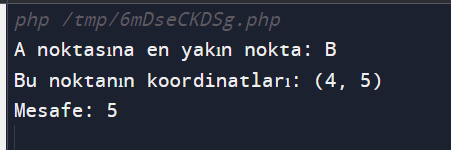 php /tmp/6mDseCKDSg.php
A noktasına en yakın nokta: B
Bu noktanın koordinatları: (4, 5)
Mesafe: 5